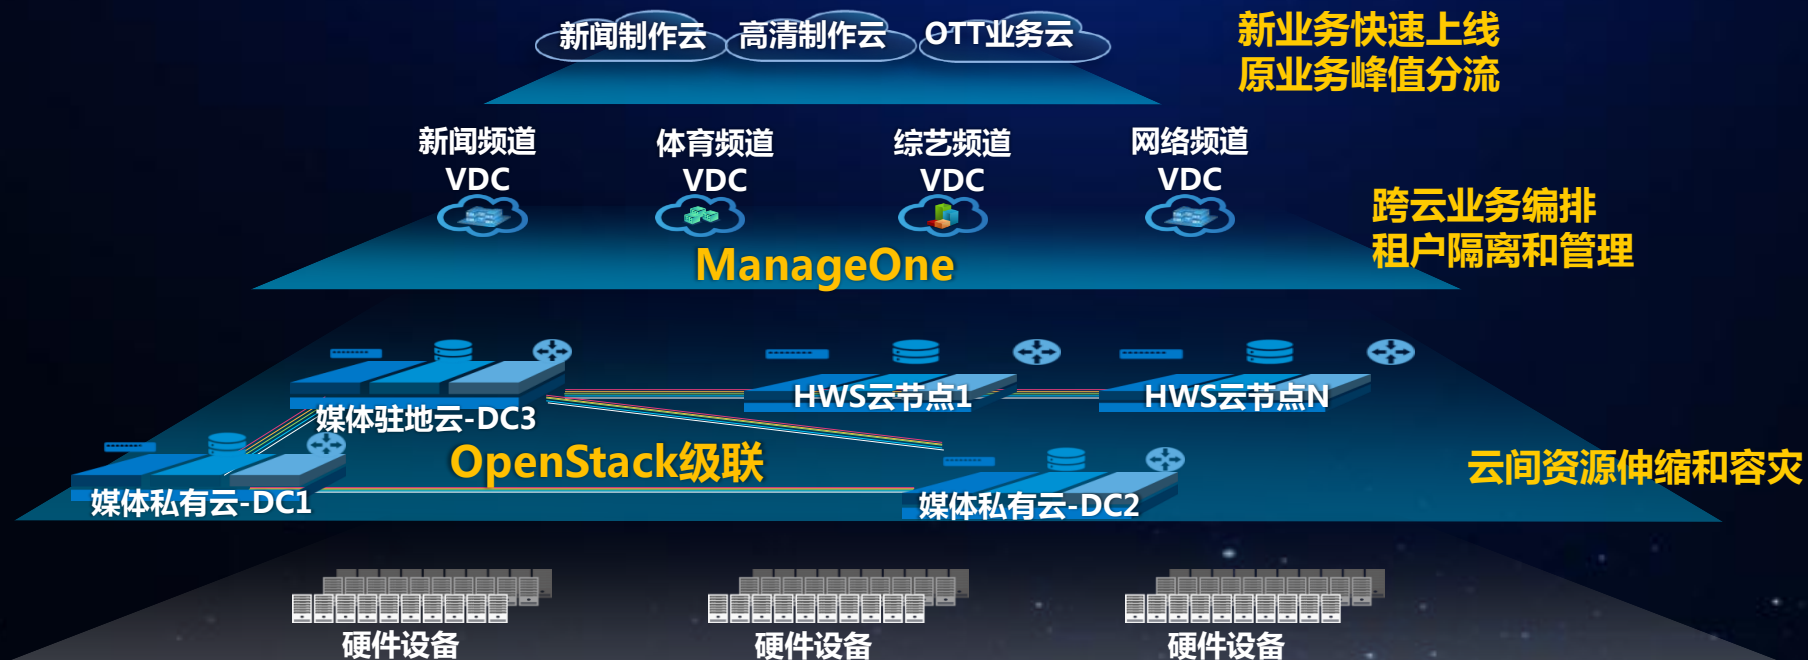 新闻制作云
高清制作云
OTT业务云
新业务快速上线
原业务峰值分流
新闻频道
VDC
体育频道
VDC
综艺频道
VDC
网络频道
VDC
跨云业务编排
租户隔离和管理
ManageOne
媒体驻地云-DC3
HWS云节点1
HWS云节点N
OpenStack级联
云间资源伸缩和容灾
媒体私有云-DC1
媒体私有云-DC2
硬件设备
硬件设备
硬件设备